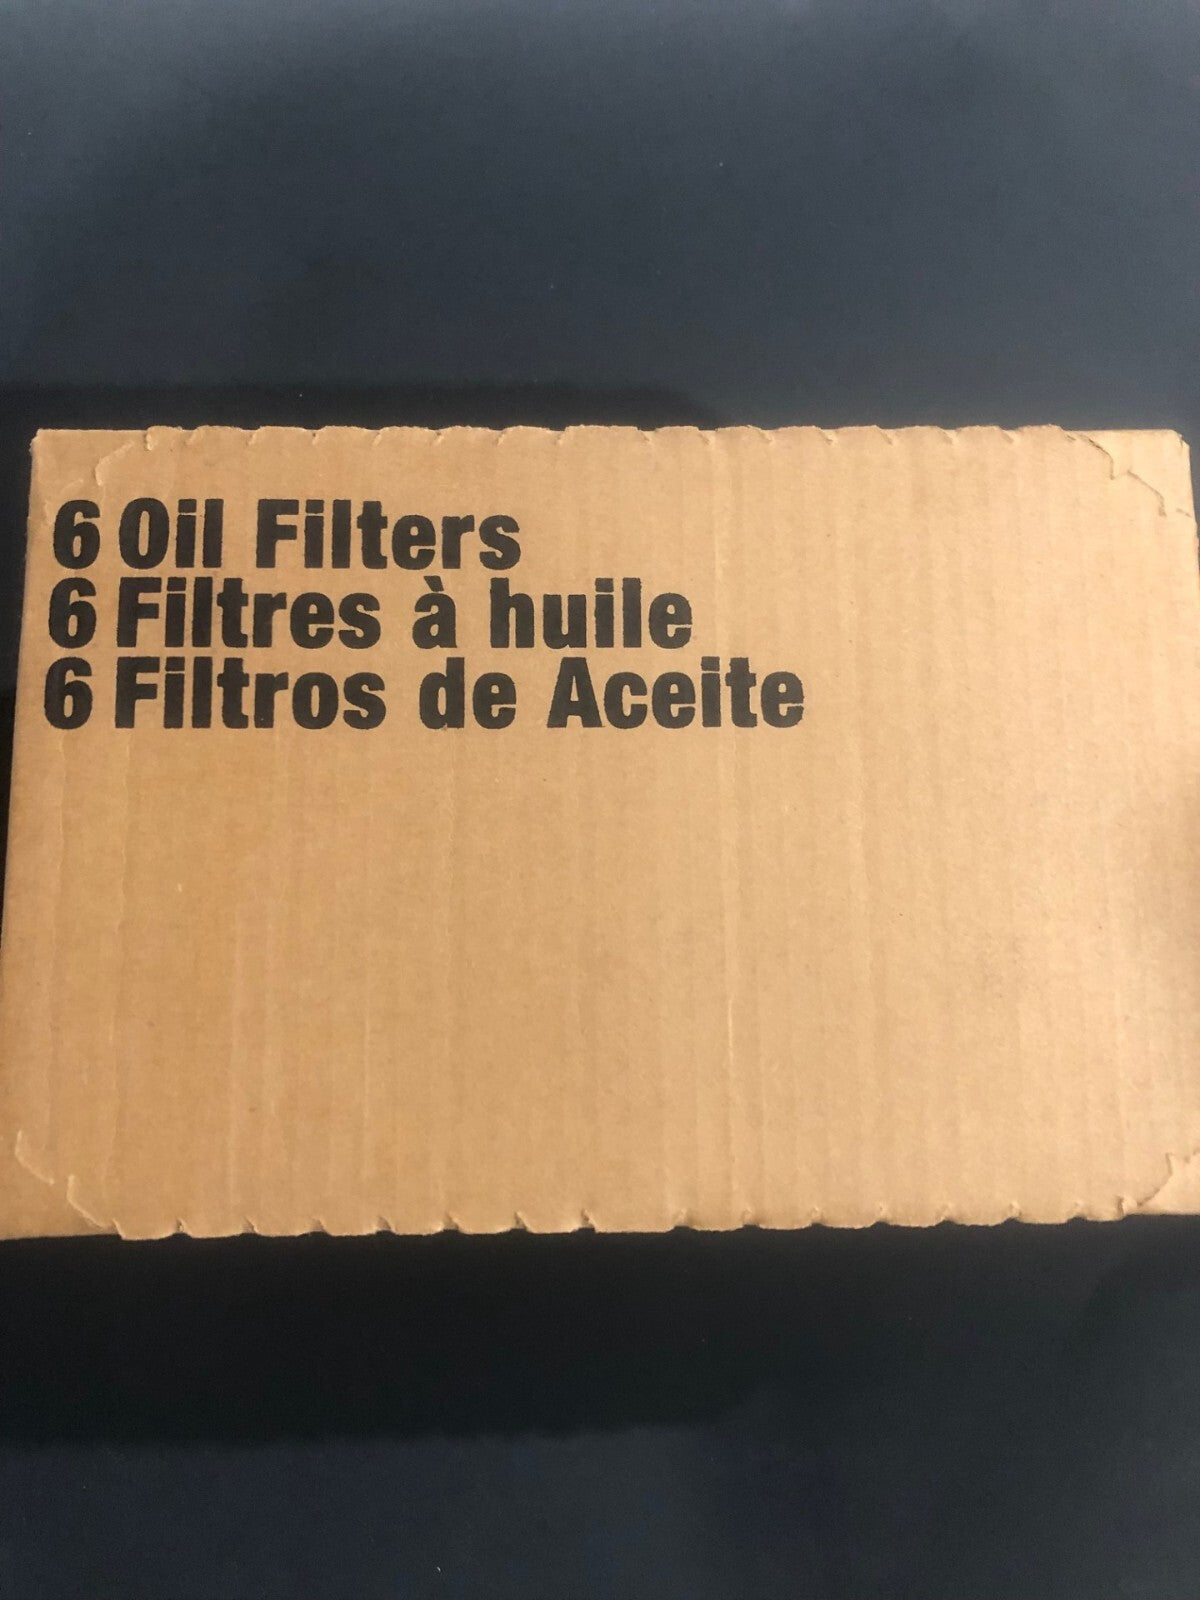 6 Oil Filters
6 Filtres à huile
6 Filtros de Aceite